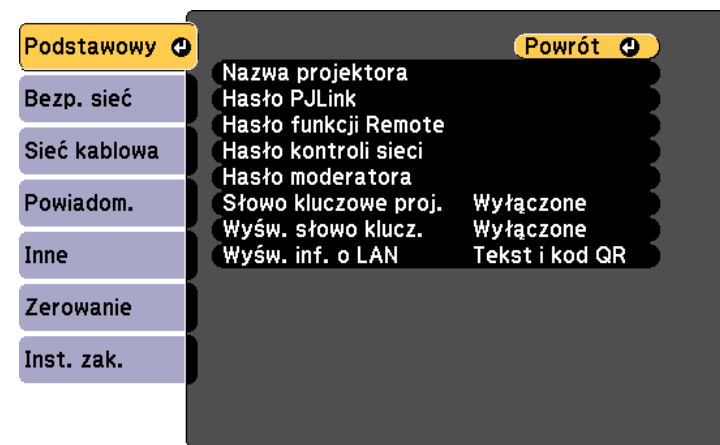 Podstawowy
Bezp. sieć
Sieć kablowa
Powiadom.
Inne
Zerowanie
Inst. zak.
Powrót
Nazwa projektora
Hasło PJLink
Hasło funkcji Remote
Hasło kontroli sieci
Hasło moderatora
Słowo kluczowe proj. Wyłączone
Wyśw. słowo klucz. Wyłączone
Wyśw. inf. o LAN Tekst i kod QR